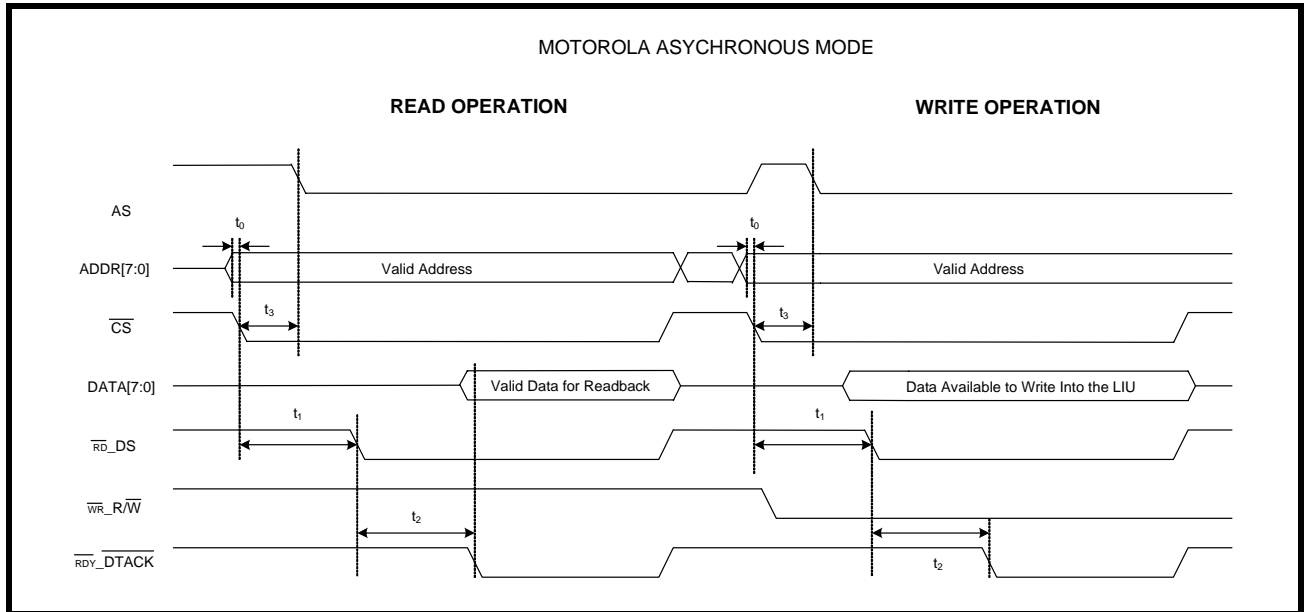 MOTOROLA ASYCHRONOUS MODE
READ OPERATION
WRITE OPERATION
AS
t0
t0
ADDR[7:0]
Valid Address
Valid Address
CS
t3
t3
DATA[7:0]
Valid Data for Readback
Data Available to Write Into the LIU
t1
t1
RD_DS
WR_R/W
t2
t2
RDY_DTACK